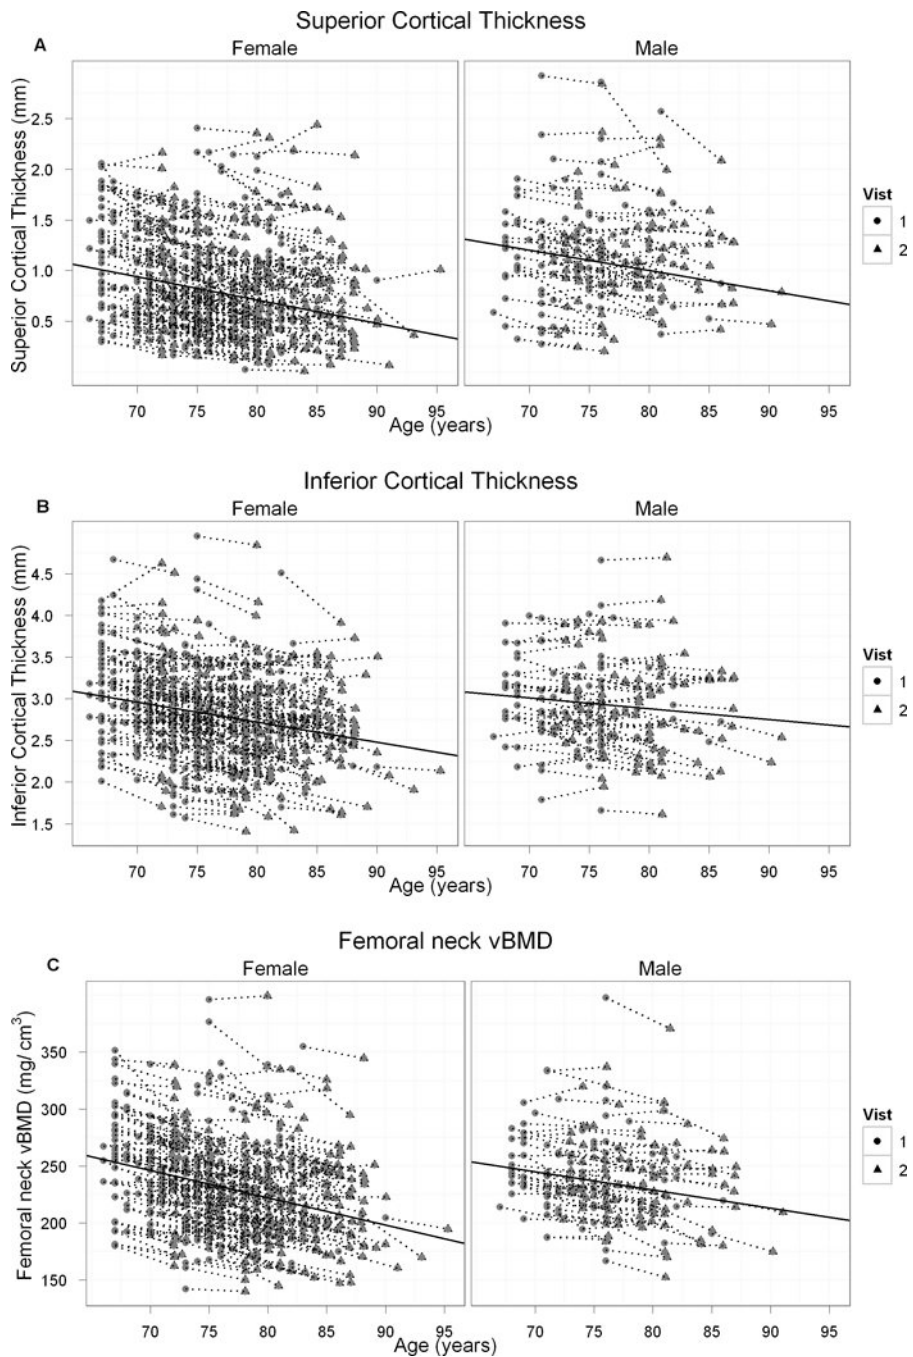 Superior Cortical Thickness
A
Female
Male
Superior Cortical Thickness (mm)
2.5
2.0
1.5
1.0
0.5
70 75 80 85 90 95
70 75 80 85 90 95
Age (years)
Vist
1
2
Inferior Cortical Thickness
B
Female
Male
Inferior Cortical Thickness (mm)
4.5
4.0
3.5
3.0
2.5
2.0
1.5
70 75 80 85 90 95
70 75 80 85 90 95
Age (years)
Vist
1
2
Femoral neck vBMD
C
Female
Male
Femoral neck vBMD (mg/cm³)
350
300
250
200
150
70 75 80 85 90 95
70 75 80 85 90 95
Age (years)
Vist
1
2